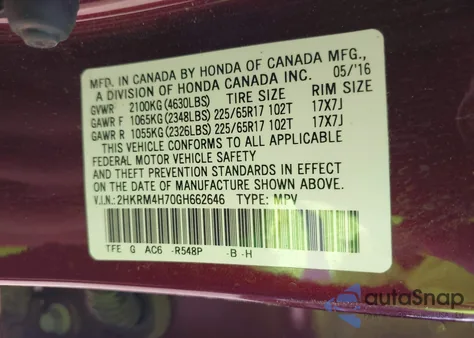 MFD. IN CANADA BY HONDA OF CANADA MFG.,
A DIVISION OF HONDA CANADA INC. 05/'16
GVWR 2100KG(4630LBS) TIRE SIZE RIM SIZE
GAWR F 1065KG(2348LBS) 225/65R17 102T 17X7J
GAWR R 1055KG(2326LBS) 225/65R17 102T 17X7J
THIS VEHICLE CONFORMS TO ALL APPLICABLE
FEDERAL MOTOR VEHICLE SAFETY
AND THEFT PREVENTION STANDARDS IN EFFECT ON
THE DATE OF MANUFACTURE SHOWN ABOVE.
V.I.N.: 2HKRM4H70GH662646 TYPE: MPV
TFE G AC6 -R548P -B -H
autoSnap